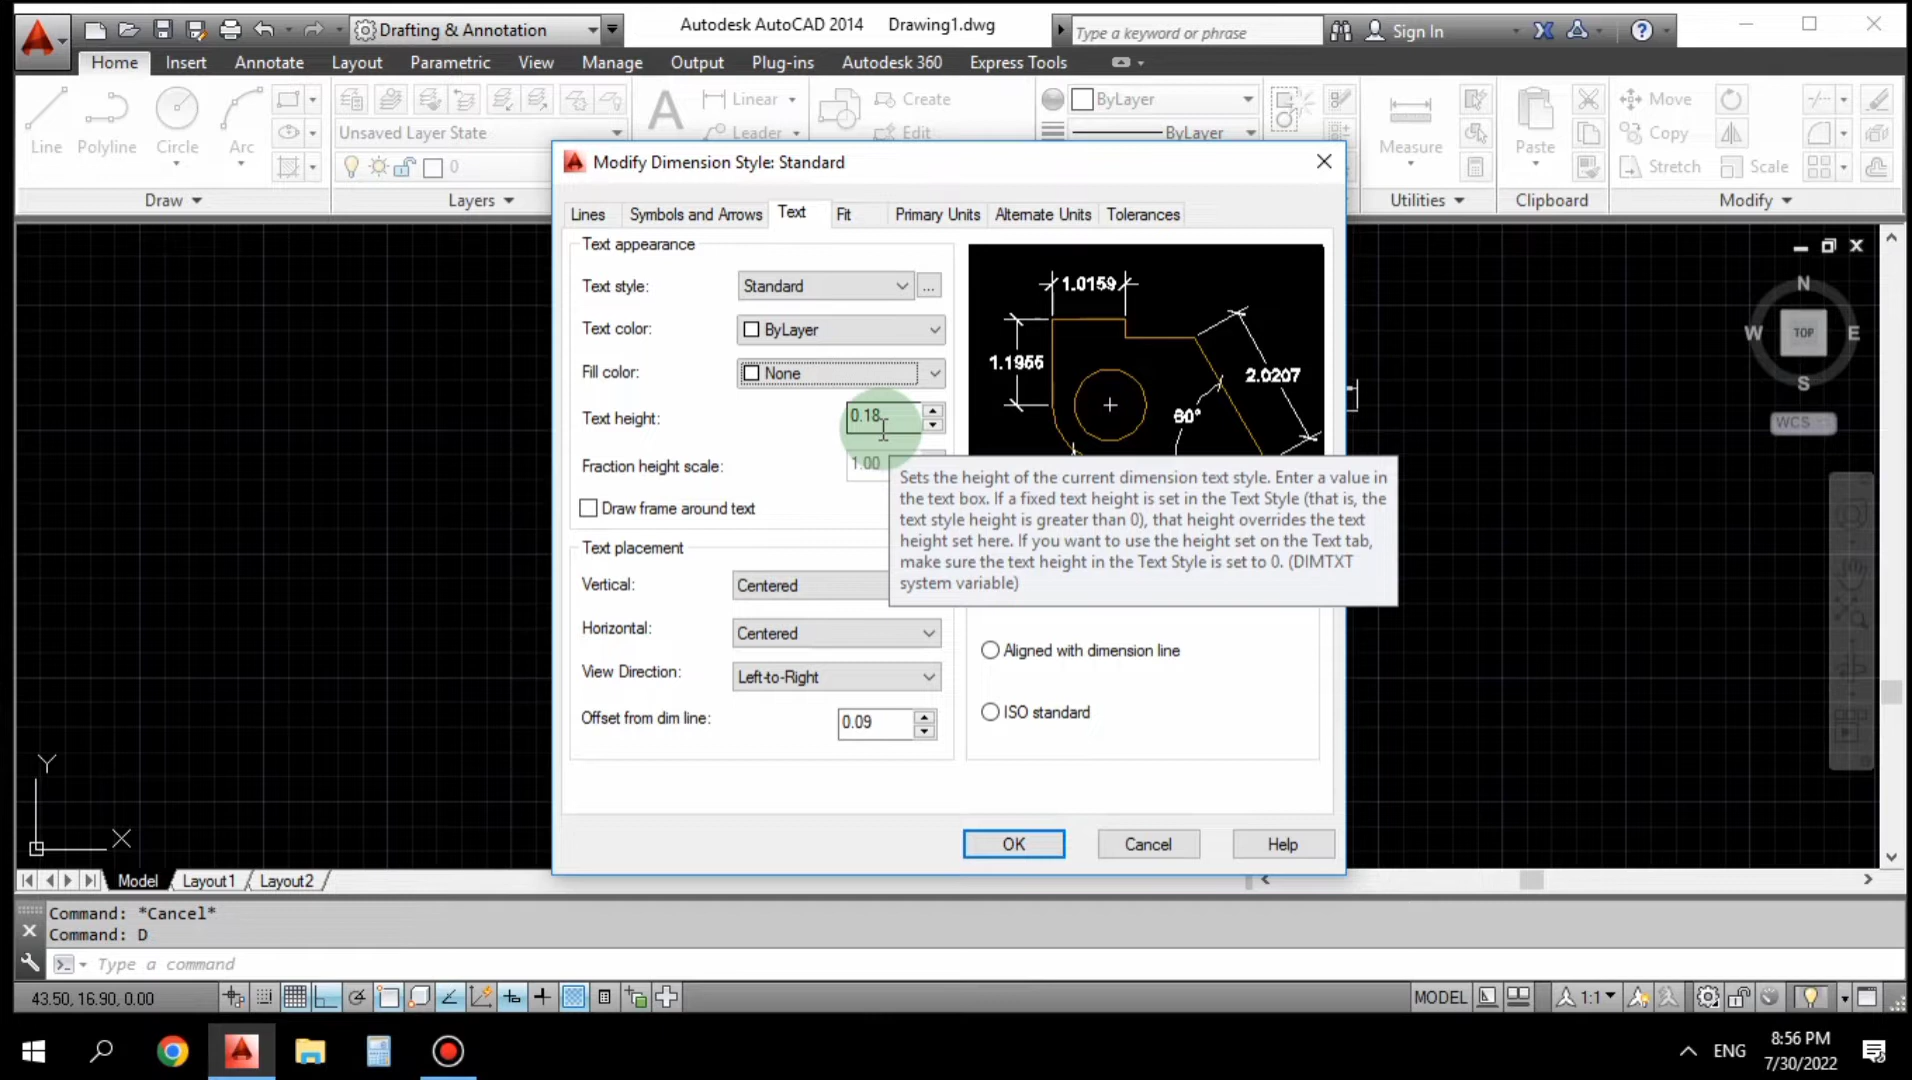 Drafting & Annotation
Autodesk AutoCAD 2014 Drawing1.dwg
Type a keyword or phrase
Sign In
Home Insert Annotate Layout Parametric View Manage Output Plug-ins Autodesk 360 Express Tools
Line Polyline Circle Arc
Draw
Unsaved Layer State
0
Layers
A
Linear
Leader
Create
Edit
ByLayer
ByLayer
Measure
Utilities
Paste
Clipboard
Move
Copy
Stretch
Scale
Modify
Modify Dimension Style: Standard
Lines Symbols and Arrows Text Fit Primary Units Alternate Units Tolerances
Text appearance
Text style: Standard ...
Text color: ByLayer
Fill color: None
Text height: 0.18
Fraction height scale: 1.00
Draw frame around text
1.0159
1.1955
2.0207
60°
Sets the height of the current dimension text style. Enter a value in
the text box. If a fixed text height is set in the Text Style (that is, the
text style height is greater than 0), that height overrides the text
height set here. If you want to use the height set on the Text tab,
make sure the text height in the Text Style is set to 0. (DIMTXT
system variable)
Text placement
Vertical: Centered
Horizontal: Centered
View Direction: Left-to-Right
Offset from dim line: 0.09
Aligned with dimension line
ISO standard
OK Cancel Help
N
W TOP E
S
WCS
Y
X
Model Layout1 Layout2
Command: *Cancel*
Command: D
Type a command
43.50, 16.90, 0.00
MODEL
1:1
ENG
8:56 PM
7/30/2022